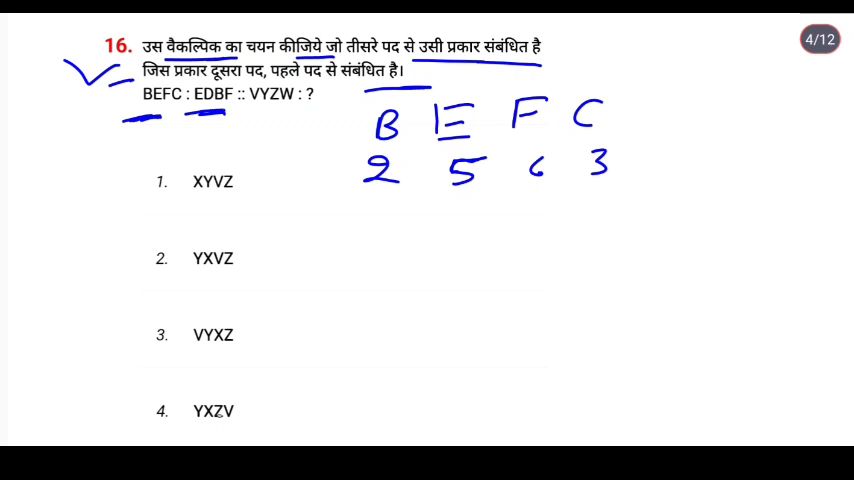 4/12
16. उस वैकल्पिक का चयन कीजिये जो तीसरे पद से उसी प्रकार संबंधित है
जिस प्रकार दूसरा पद, पहले पद से संबंधित है।
BEFC : EDBF :: VYZW : ?
B E F C
2 5 6 3
1. XYVZ
2. YXVZ
3. VYXZ
4. YXZV